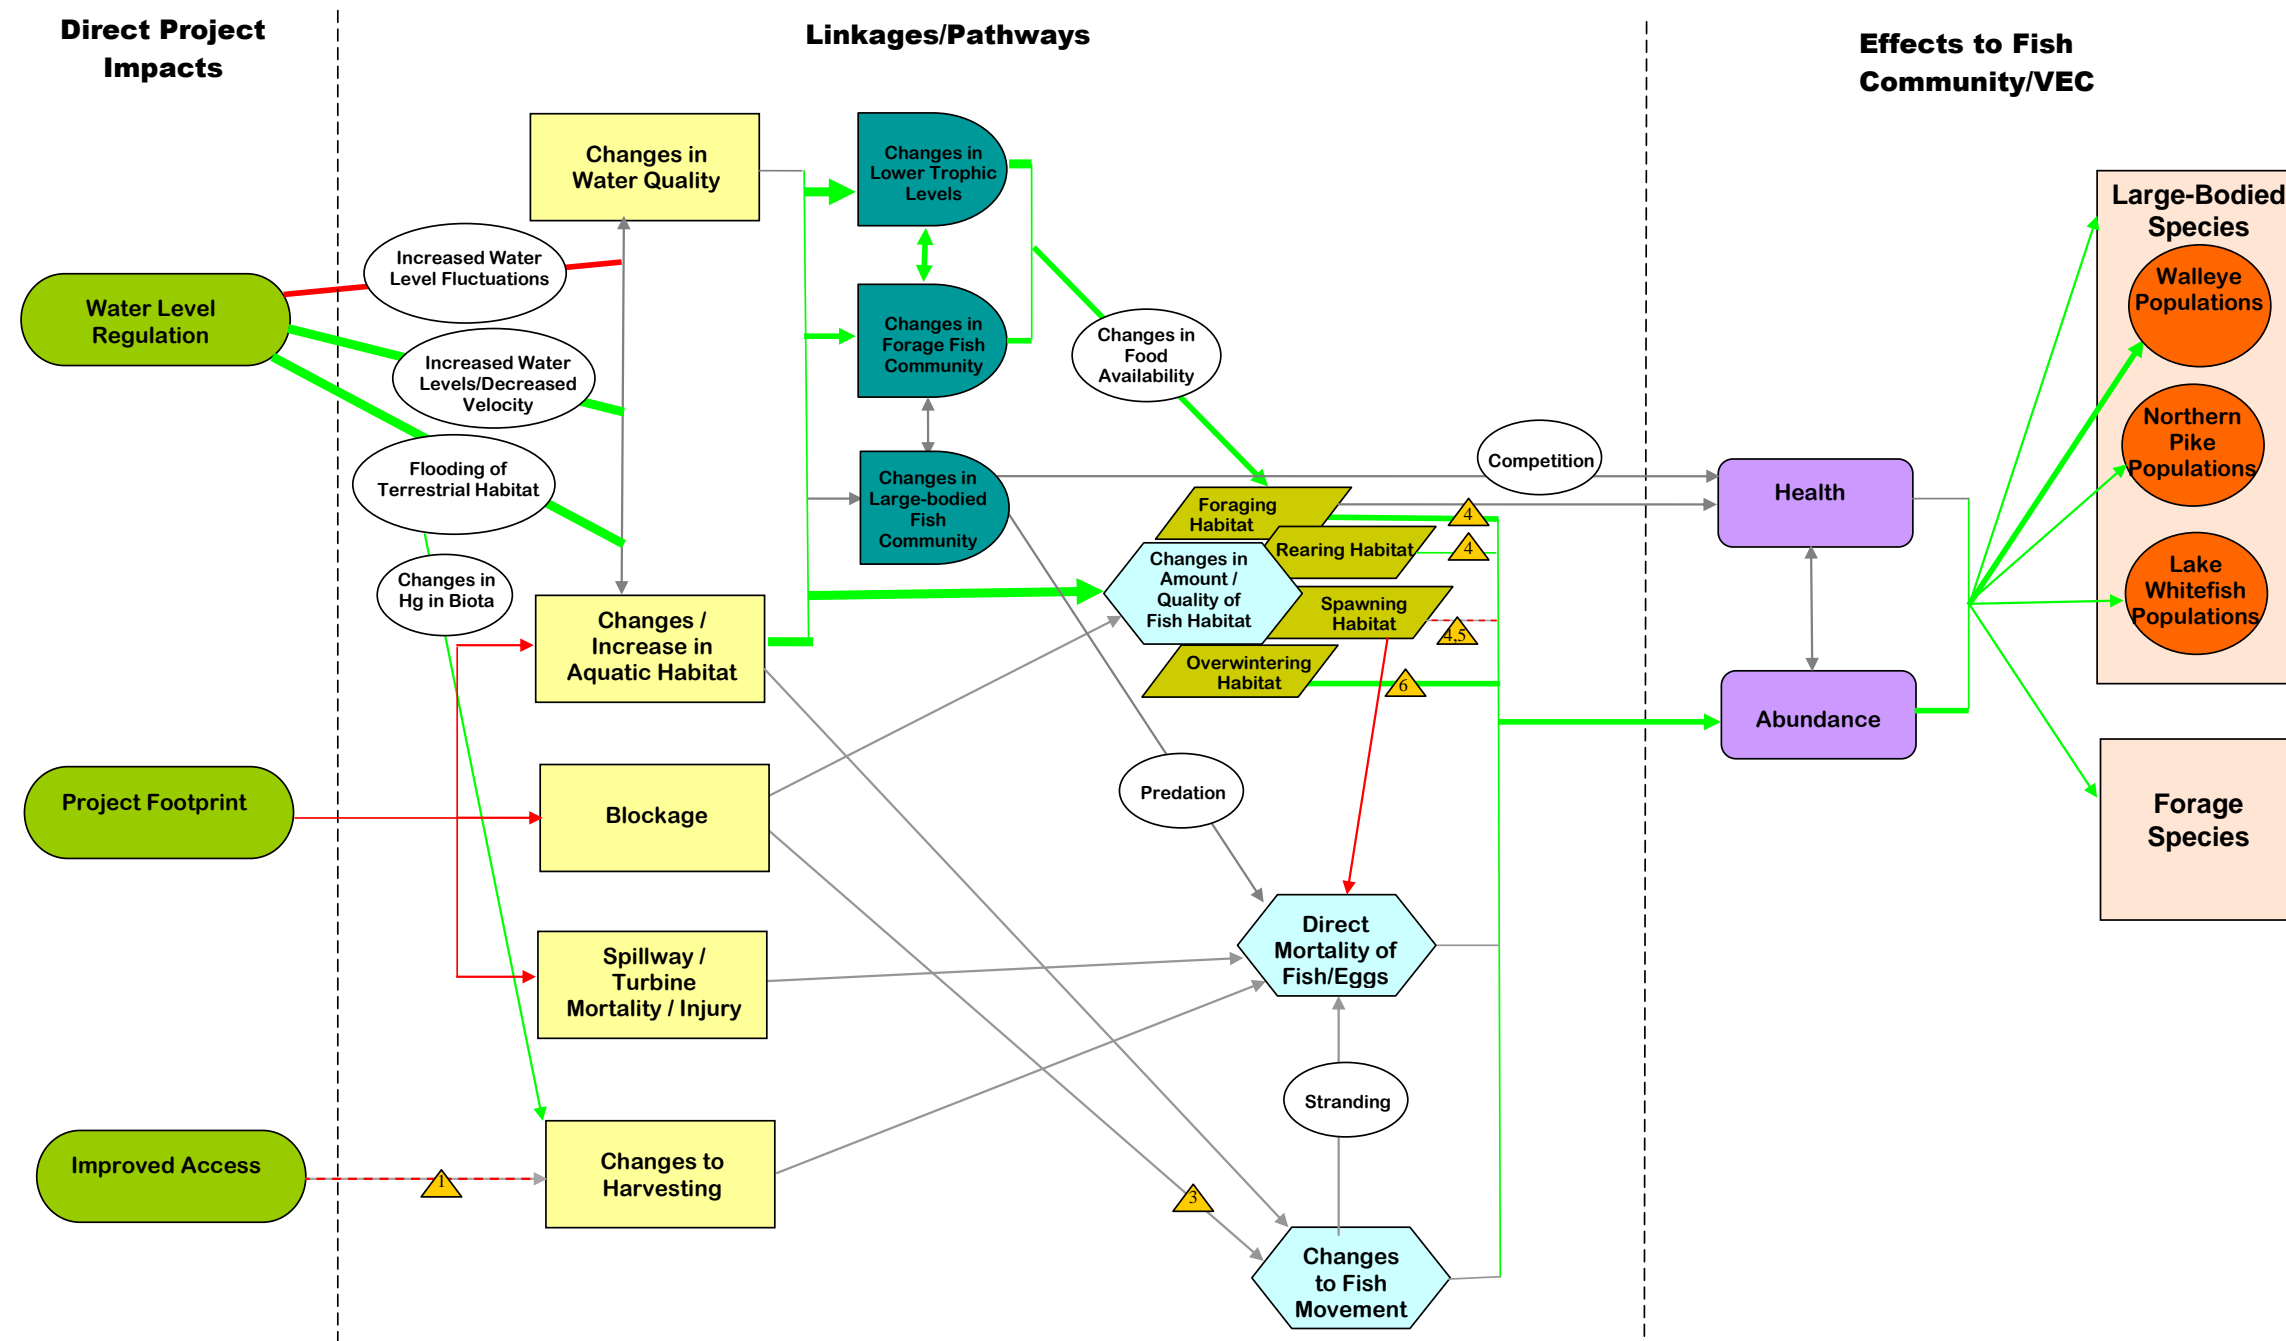 Direct Project
Impacts
Linkages/Pathways
Effects to Fish
Community/VEC
Water Level
Regulation
Project Footprint
Improved Access
Increased Water
Level Fluctuations
Increased Water
Levels/Decreased
Velocity
Flooding of
Terrestrial Habitat
Changes in
Hg in Biota
1
Changes in
Water Quality
Changes /
Increase in
Aquatic Habitat
Blockage
Spillway /
Turbine
Mortality / Injury
Changes to
Harvesting
Changes in
Lower Trophic
Levels
Changes in
Forage Fish
Community
Changes in
Large-bodied
Fish
Community
Changes in
Food
Availability
Competition
Foraging
Habitat
4
Rearing Habitat
4
Changes in
Amount /
Quality of
Fish Habitat
Spawning
Habitat
4,5
Overwintering
Habitat
6
Predation
Direct
Mortality of
Fish/Eggs
Stranding
3
Changes
to Fish
Movement
Health
Abundance
Large-Bodied
Species
Walleye
Populations
Northern
Pike
Populations
Lake
Whitefish
Populations
Forage
Species